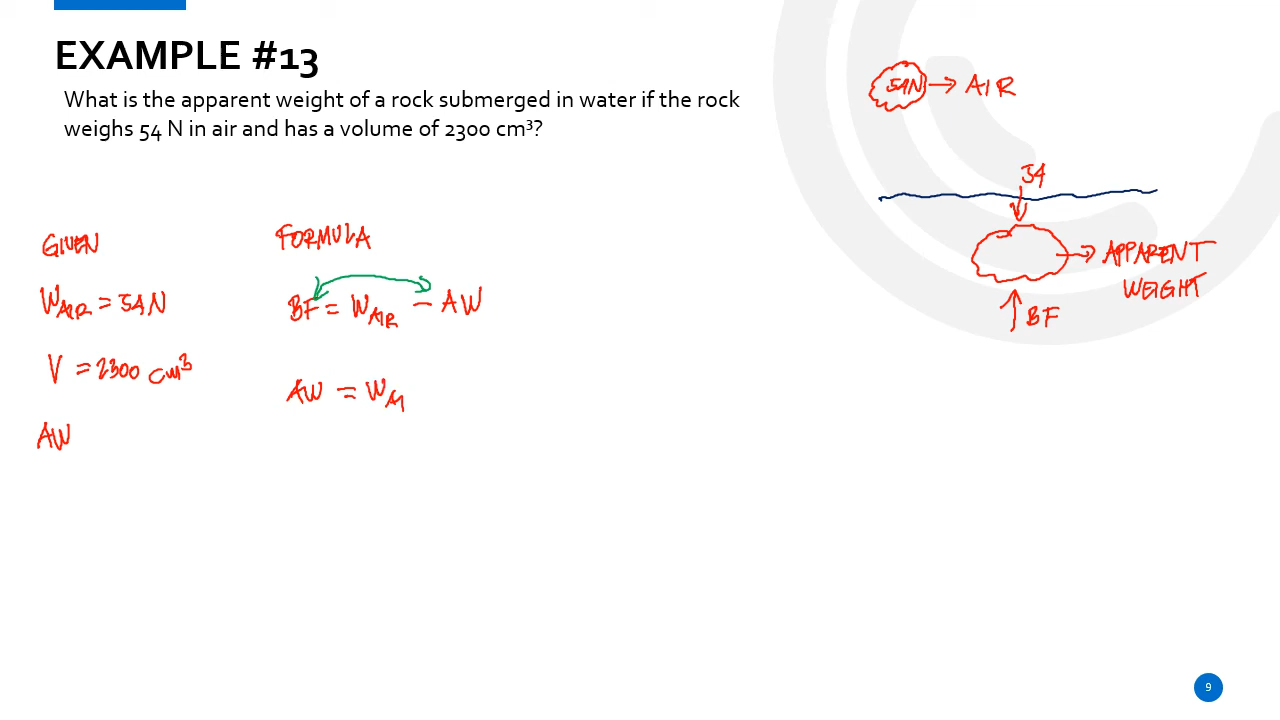 EXAMPLE #13
What is the apparent weight of a rock submerged in water if the rock
weighs 54 N in air and has a volume of 2300 cm³?
54N → AIR
54
APPARENT
WEIGHT
BF
GIVEN
W_AIR = 54N
V = 2300 cm³
AW
FORMULA
BF = W_AIR - AW
AW = W_AI
9